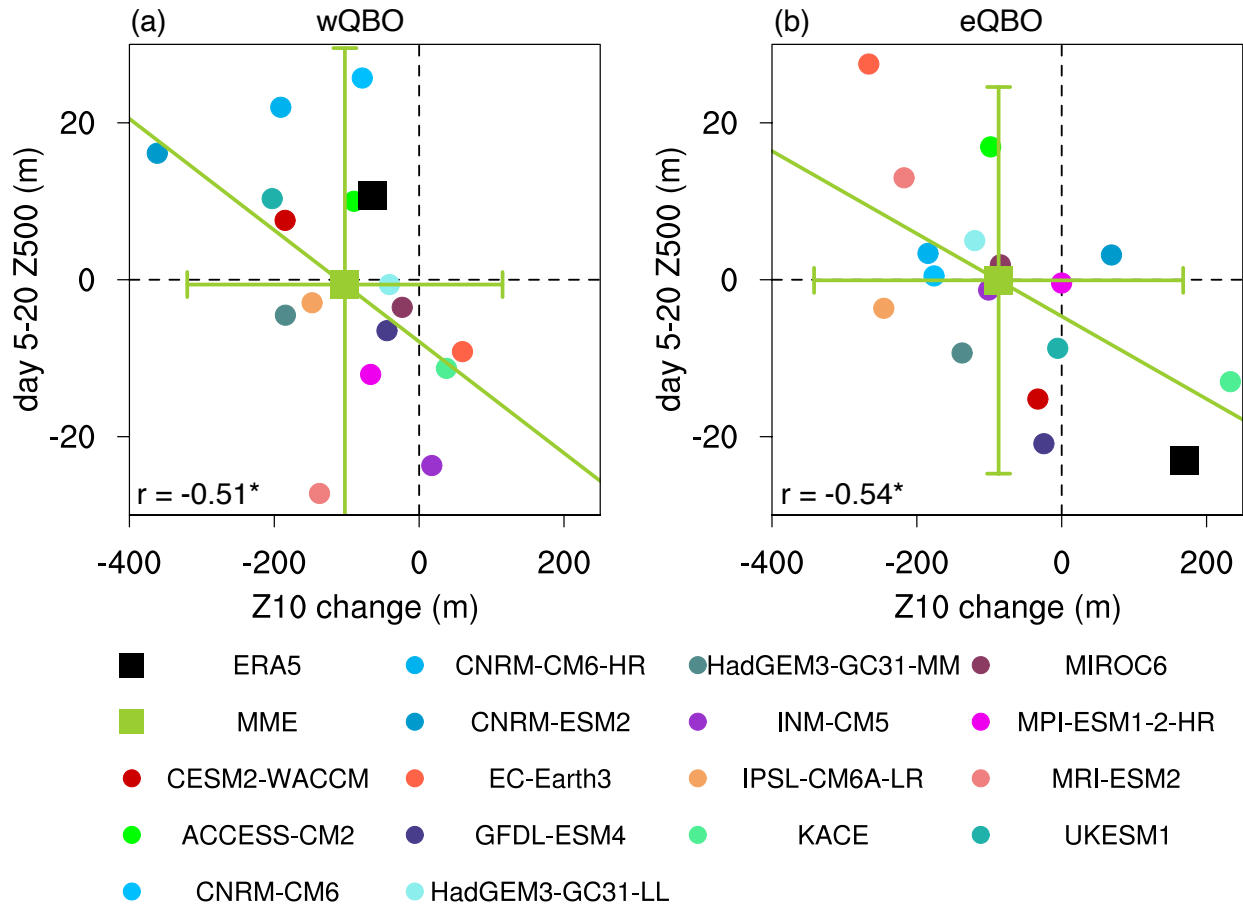 (a) wQBO (b) eQBO
day 5-20 Z500 (m) day 5-20 Z500 (m)
20 20
0 0
-20 -20
r = -0.51* r = -0.54*
-400 -200 0 200 -400 -200 0 200
Z10 change (m) Z10 change (m)
ERA5 CNRM-CM6-HR HadGEM3-GC31-MM MIROC6
MME CNRM-ESM2 INM-CM5 MPI-ESM1-2-HR
CESM2-WACCM EC-Earth3 IPSL-CM6A-LR MRI-ESM2
ACCESS-CM2 GFDL-ESM4 KACE UKESM1
CNRM-CM6 HadGEM3-GC31-LL